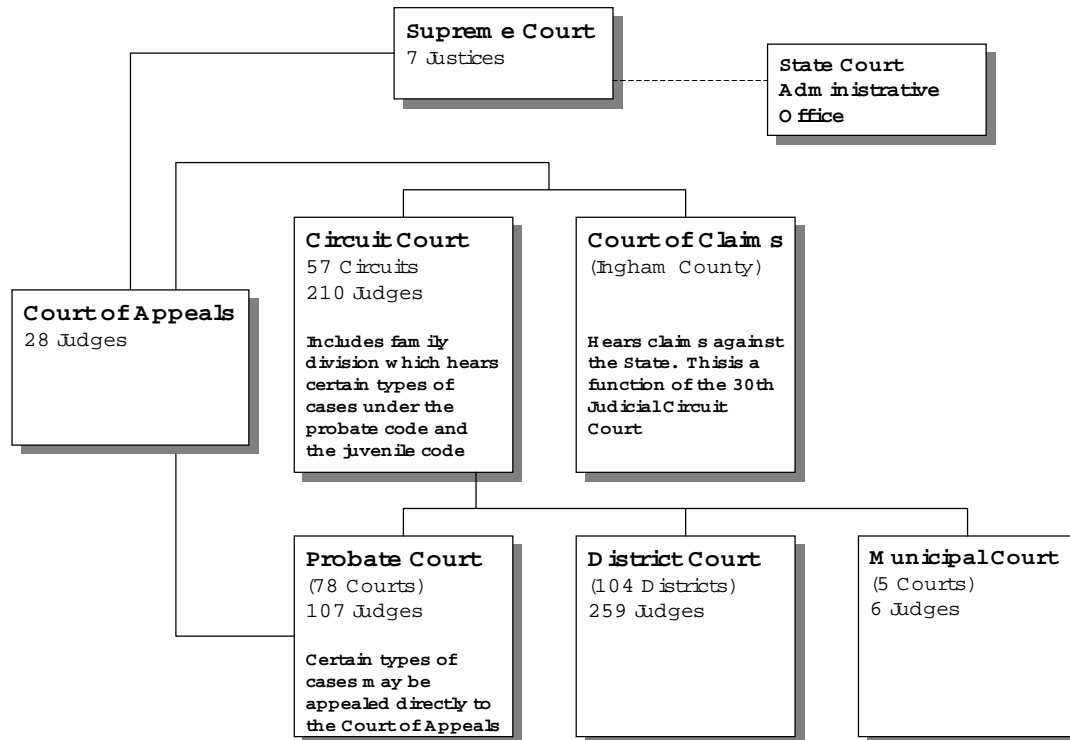 Supreme Court
7 Justices
State Court
Administrative
Office
Circuit Court
57 Circuits
210 Judges
Includes family
division which hears
certain types of
cases under the
probate code and
the juvenile code
Court of Claims
(Ingham County)
Hears claims against
the State. This is a
function of the 30th
Judicial Circuit
Court
Court of Appeals
28 Judges
Probate Court
(78 Courts)
107 Judges
Certain types of
cases may be
appealed directly to
the Court of Appeals
District Court
(104 Districts)
259 Judges
Municipal Court
(5 Courts)
6 Judges